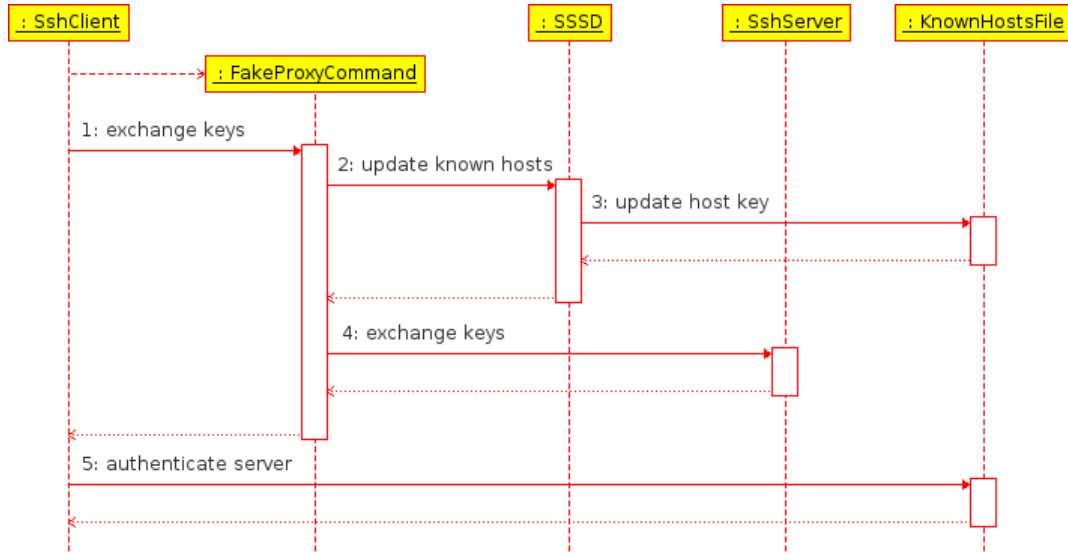 : SshClient
: SSSD
: SshServer
: KnownHostsFile
: FakeProxyCommand
1: exchange keys
2: update known hosts
3: update host key
4: exchange keys
5: authenticate server